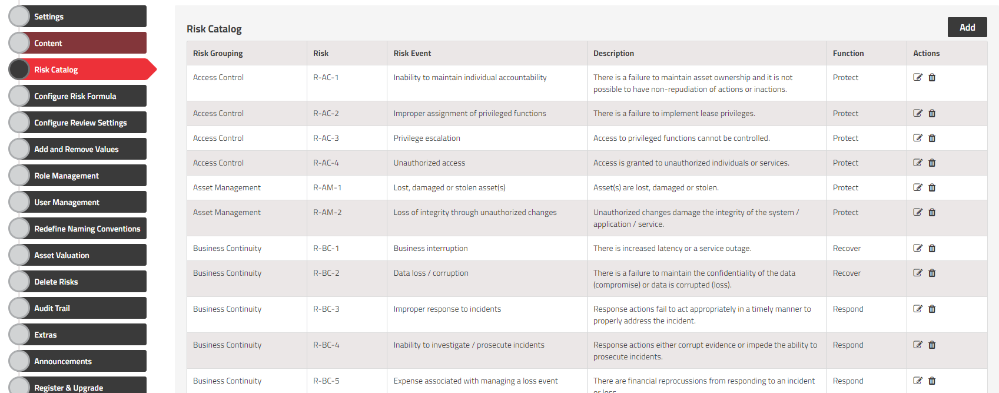 Settings
Content
Risk Catalog
Configure Risk Formula
Configure Review Settings
Add and Remove Values
Role Management
User Management
Redefine Naming Conventions
Asset Valuation
Delete Risks
Audit Trail
Extras
Announcements
Register & Upgrade
Risk Catalog
Add
Risk Grouping Risk Risk Event Description Function Actions
Access Control R-AC-1 Inability to maintain individual accountability There is a failure to maintain asset ownership and it is not Protect
possible to have non-repudiation of actions or inactions.
Access Control R-AC-2 Improper assignment of privileged functions There is a failure to implement lease privileges. Protect
Access Control R-AC-3 Privilege escalation Access to privileged functions cannot be controlled. Protect
Access Control R-AC-4 Unauthorized access Access is granted to unauthorized individuals or services. Protect
Asset Management R-AM-1 Lost, damaged or stolen asset(s) Asset(s) are lost, damaged or stolen. Protect
Asset Management R-AM-2 Loss of integrity through unauthorized changes Unauthorized changes damage the integrity of the system / Protect
application / service.
Business Continuity R-BC-1 Business interruption There is increased latency or a service outage. Recover
Business Continuity R-BC-2 Data loss / corruption There is a failure to maintain the confidentiality of the data Recover
(compromise) or data is corrupted (loss).
Business Continuity R-BC-3 Improper response to incidents Response actions fail to act appropriately in a timely manner to Respond
properly address the incident.
Business Continuity R-BC-4 Inability to investigate / prosecute incidents Response actions either corrupt evidence or impede the ability to Respond
prosecute incidents.
Business Continuity R-BC-5 Expense associated with managing a loss event There are financial reprocussions from responding to an incident Respond
or loss.